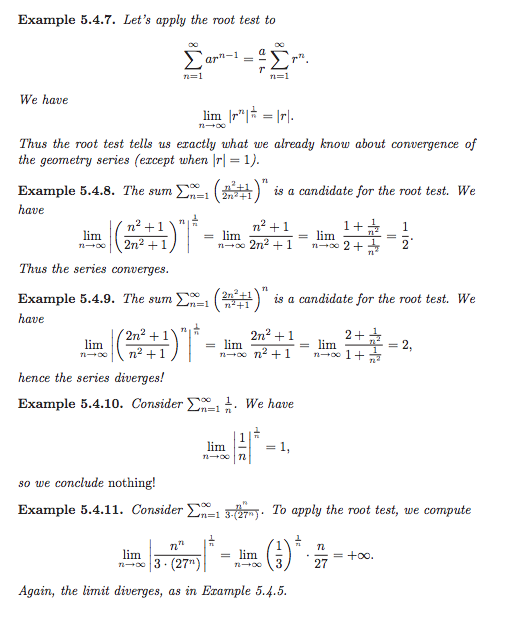 Example 5.4.7. Let's apply the root test to
$$\sum_{n=1}^{\infty} ar^{n-1} = \frac{a}{r} \sum_{n=1}^{\infty} r^n.$$
We have
$$\lim_{n\to\infty} |r^n|^{\frac{1}{n}} = |r|.$$
Thus the root test tells us exactly what we already know about convergence of
the geometry series (except when $|r| = 1$).
Example 5.4.8. The sum $\sum_{n=1}^{\infty} \left(\frac{n^2+1}{2n^2+1}\right)^n$ is a candidate for the root test. We
have
$$\lim_{n\to\infty} \left|\left(\frac{n^2+1}{2n^2+1}\right)^n\right|^{\frac{1}{n}} = \lim_{n\to\infty} \frac{n^2+1}{2n^2+1} = \lim_{n\to\infty} \frac{1+\frac{1}{n^2}}{2+\frac{1}{n^2}} = \frac{1}{2}.$$
Thus the series converges.
Example 5.4.9. The sum $\sum_{n=1}^{\infty} \left(\frac{2n^2+1}{n^2+1}\right)^n$ is a candidate for the root test. We
have
$$\lim_{n\to\infty} \left|\left(\frac{2n^2+1}{n^2+1}\right)^n\right|^{\frac{1}{n}} = \lim_{n\to\infty} \frac{2n^2+1}{n^2+1} = \lim_{n\to\infty} \frac{2+\frac{1}{n^2}}{1+\frac{1}{n^2}} = 2,$$
hence the series diverges!
Example 5.4.10. Consider $\sum_{n=1}^{\infty} \frac{1}{n}$. We have
$$\lim_{n\to\infty} \left|\frac{1}{n}\right|^{\frac{1}{n}} = 1,$$
so we conclude nothing!
Example 5.4.11. Consider $\sum_{n=1}^{\infty} \frac{n^n}{3\cdot(27^n)}$. To apply the root test, we compute
$$\lim_{n\to\infty} \left|\frac{n^n}{3\cdot(27^n)}\right|^{\frac{1}{n}} = \lim_{n\to\infty} \left(\frac{1}{3}\right)^{\frac{1}{n}} \cdot \frac{n}{27} = +\infty.$$
Again, the limit diverges, as in Example 5.4.5.